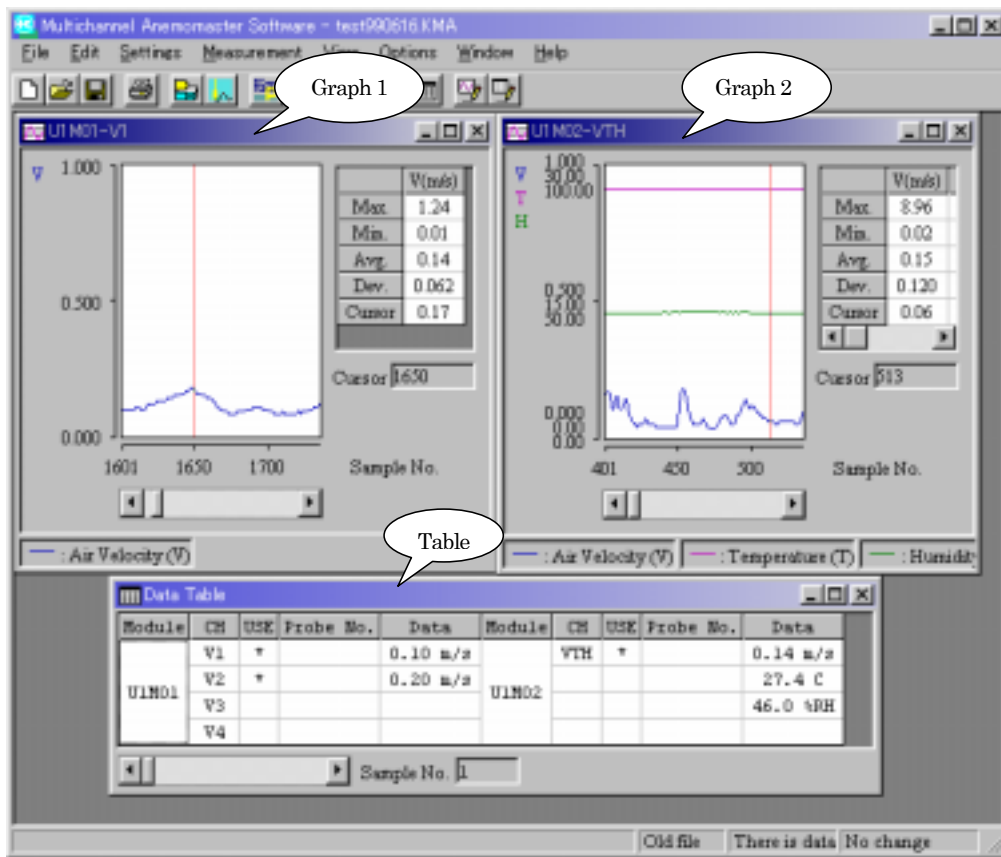 Multichannel Anemomaster Software - test990616.KMA
File Edit Settings Measurement View Options Window Help
Graph 1
Graph 2
U1M01-V1
V
1.000
0.500
0.000
1601 1650 1700
Sample No.
V(m/s)
Max. 1.24
Min. 0.01
Avg. 0.14
Dev. 0.062
Cursor 0.17
Cursor 1650
: Air Velocity (V)
U1M02-VTH
V
T
H
1.000
30.00
100.00
0.500
15.00
50.00
0.000
0.00
0.00
401 450 500
Sample No.
V(m/s)
Max. 8.96
Min. 0.02
Avg. 0.15
Dev. 0.120
Cursor 0.06
Cursor 513
: Air Velocity (V) : Temperature (T) : Humidity
Table
Data Table
Module CH USE Probe No. Data Module CH USE Probe No. Data
U1M01 V1 * 0.10 m/s U1M02 VTH * 0.14 m/s
V2 * 0.20 m/s 27.4 C
V3 46.0 %RH
V4
Sample No. 1
Old file There is data No change